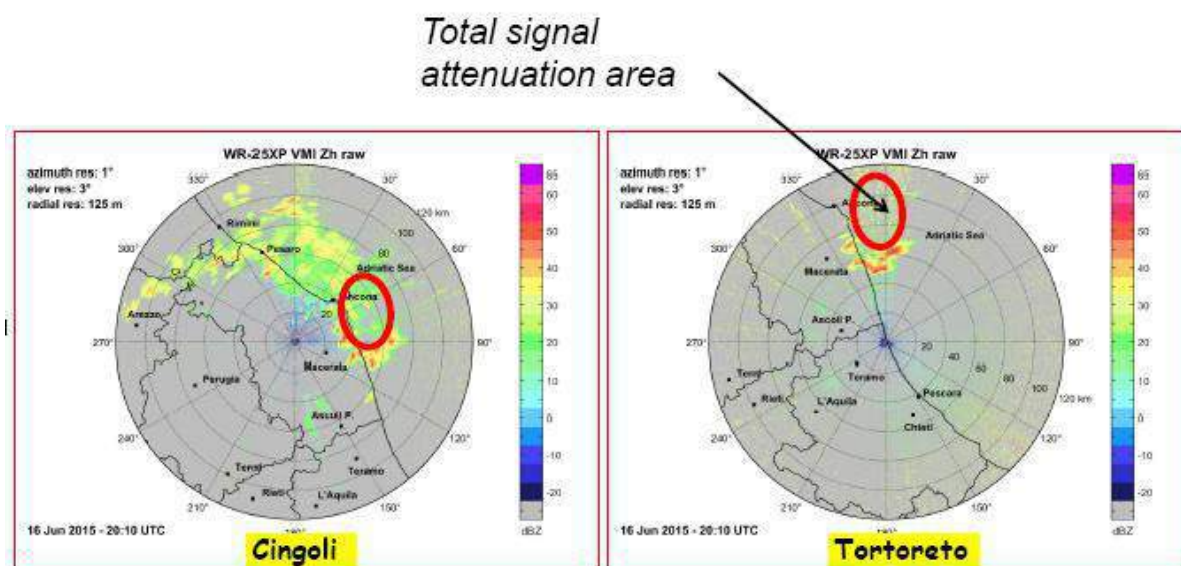 Total signal
attenuation area
WR-25XP VMI Zh raw
azimuth res: 1°
elev res: 3°
radial res: 125 m
330°
30°
120 km
100
80
60°
300°
Rimini
Pesaro
Adriatic Sea
Ancona
20
Arezzo
270°
90°
Macerata
Perugia
Ascoli P.
240°
120°
Terni
Teramo
Rieti
L'Aquila
210°
150°
180°
65
60
50
40
30
20
10
0
-10
-20
dBZ
16 Jun 2015 - 20:10 UTC
Cingoli
WR-25XP VMI Zh raw
azimuth res: 1°
elev res: 3°
radial res: 125 m
330°
30°
Ancona
60°
300°
Adriatic Sea
Macerata
Ascoli P.
270°
90°
20
40
60
80
100
120 km
Teramo
Terni
Pescara
Rieti
L'Aquila
Chieti
240°
120°
210°
150°
180°
65
60
50
40
30
20
10
0
-10
-20
dBZ
16 Jun 2015 - 20:10 UTC
Tortoreto